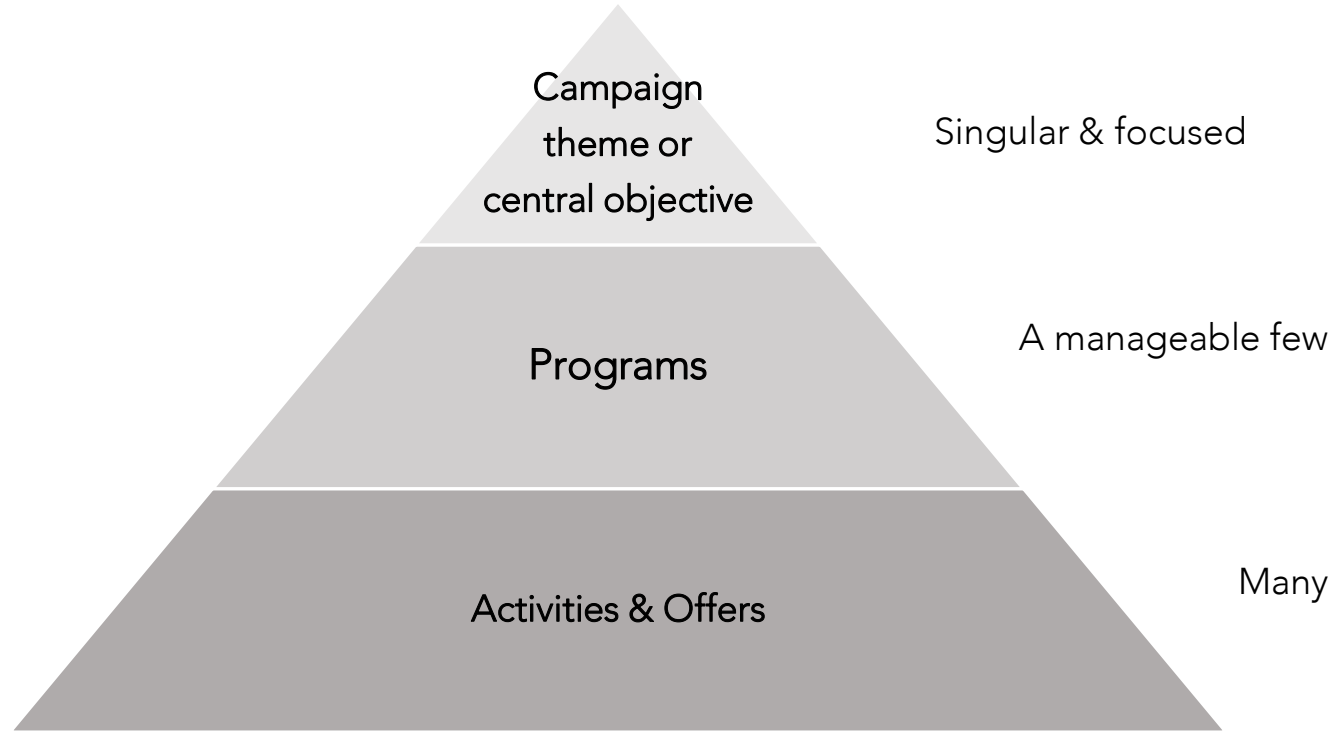 Campaign
theme or
central objective
Singular & focused
Programs
A manageable few
Activities & Offers
Many